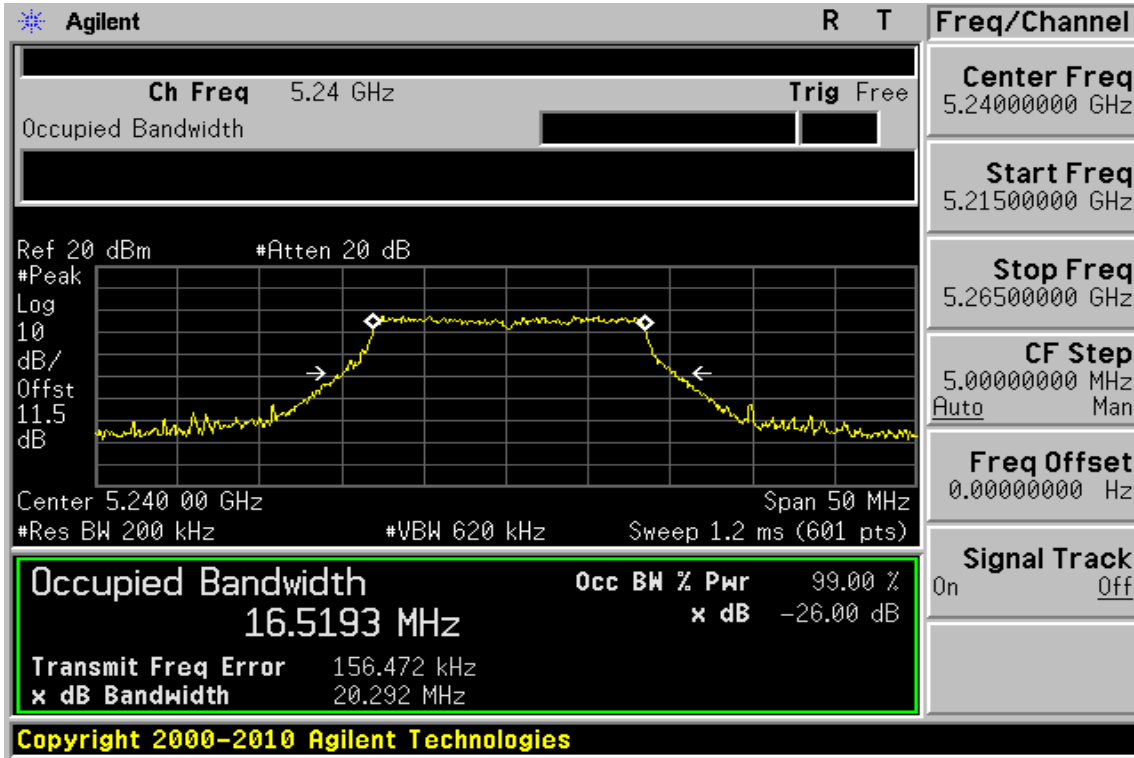 Agilent R T Freq/Channel
Ch Freq 5.24 GHz Trig Free
Occupied Bandwidth
Center Freq
5.24000000 GHz
Start Freq
5.21500000 GHz
Stop Freq
5.26500000 GHz
CF Step
5.00000000 MHz
Auto Man
Freq Offset
0.00000000 Hz
Signal Track
On Off
Ref 20 dBm #Atten 20 dB
#Peak
Log
10
dB/
Offst
11.5
dB
Center 5.240 00 GHz Span 50 MHz
#Res BW 200 kHz #VBW 620 kHz Sweep 1.2 ms (601 pts)
Occupied Bandwidth
16.5193 MHz
Occ BW % Pwr 99.00 %
x dB -26.00 dB
Transmit Freq Error 156.472 kHz
x dB Bandwidth 20.292 MHz
Copyright 2000-2010 Agilent Technologies